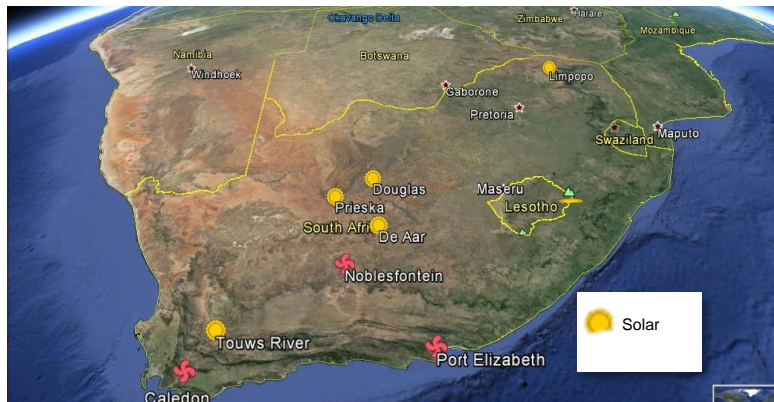 Okavango Delta
Zimbabwe
Harare
Mozambique
Namibia
Windhoek
Botswana
Limpopo
Gaborone
Pretoria
Swaziland
Maputo
Douglas
Maseru
Prieska
Lesotho
South Afri
De Aar
Noblesfontein
Solar
Touws River
Port Elizabeth
Caledon